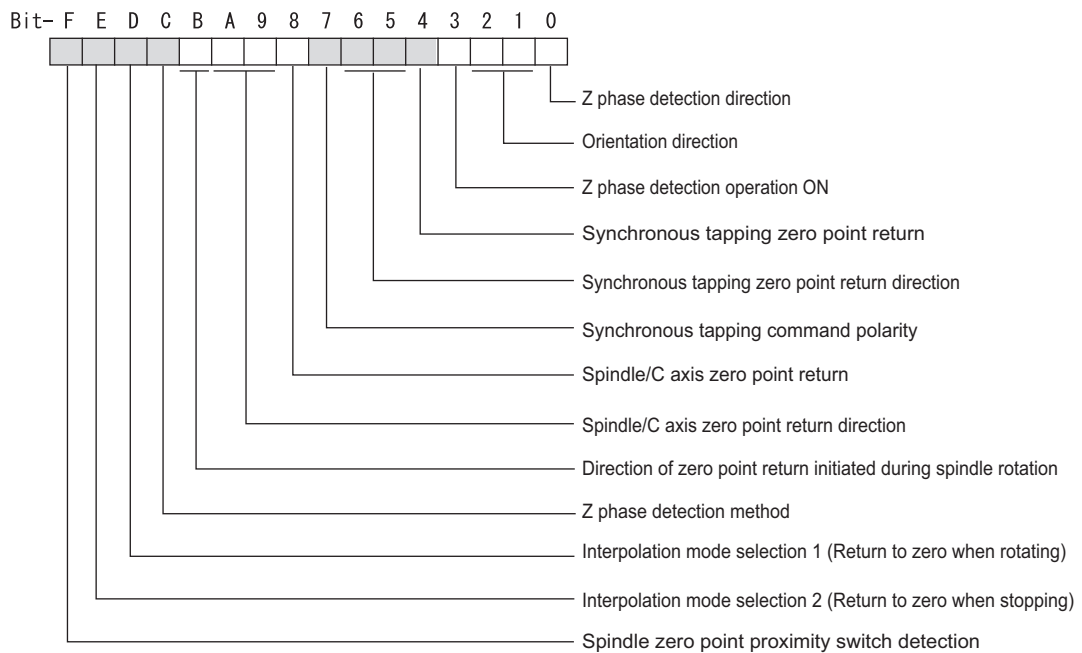 Bit- F E D C B A 9 8 7 6 5 4 3 2 1 0
Z phase detection direction
Orientation direction
Z phase detection operation ON
Synchronous tapping zero point return
Synchronous tapping zero point return direction
Synchronous tapping command polarity
Spindle/C axis zero point return
Spindle/C axis zero point return direction
Direction of zero point return initiated during spindle rotation
Z phase detection method
Interpolation mode selection 1 (Return to zero when rotating)
Interpolation mode selection 2 (Return to zero when stopping)
Spindle zero point proximity switch detection